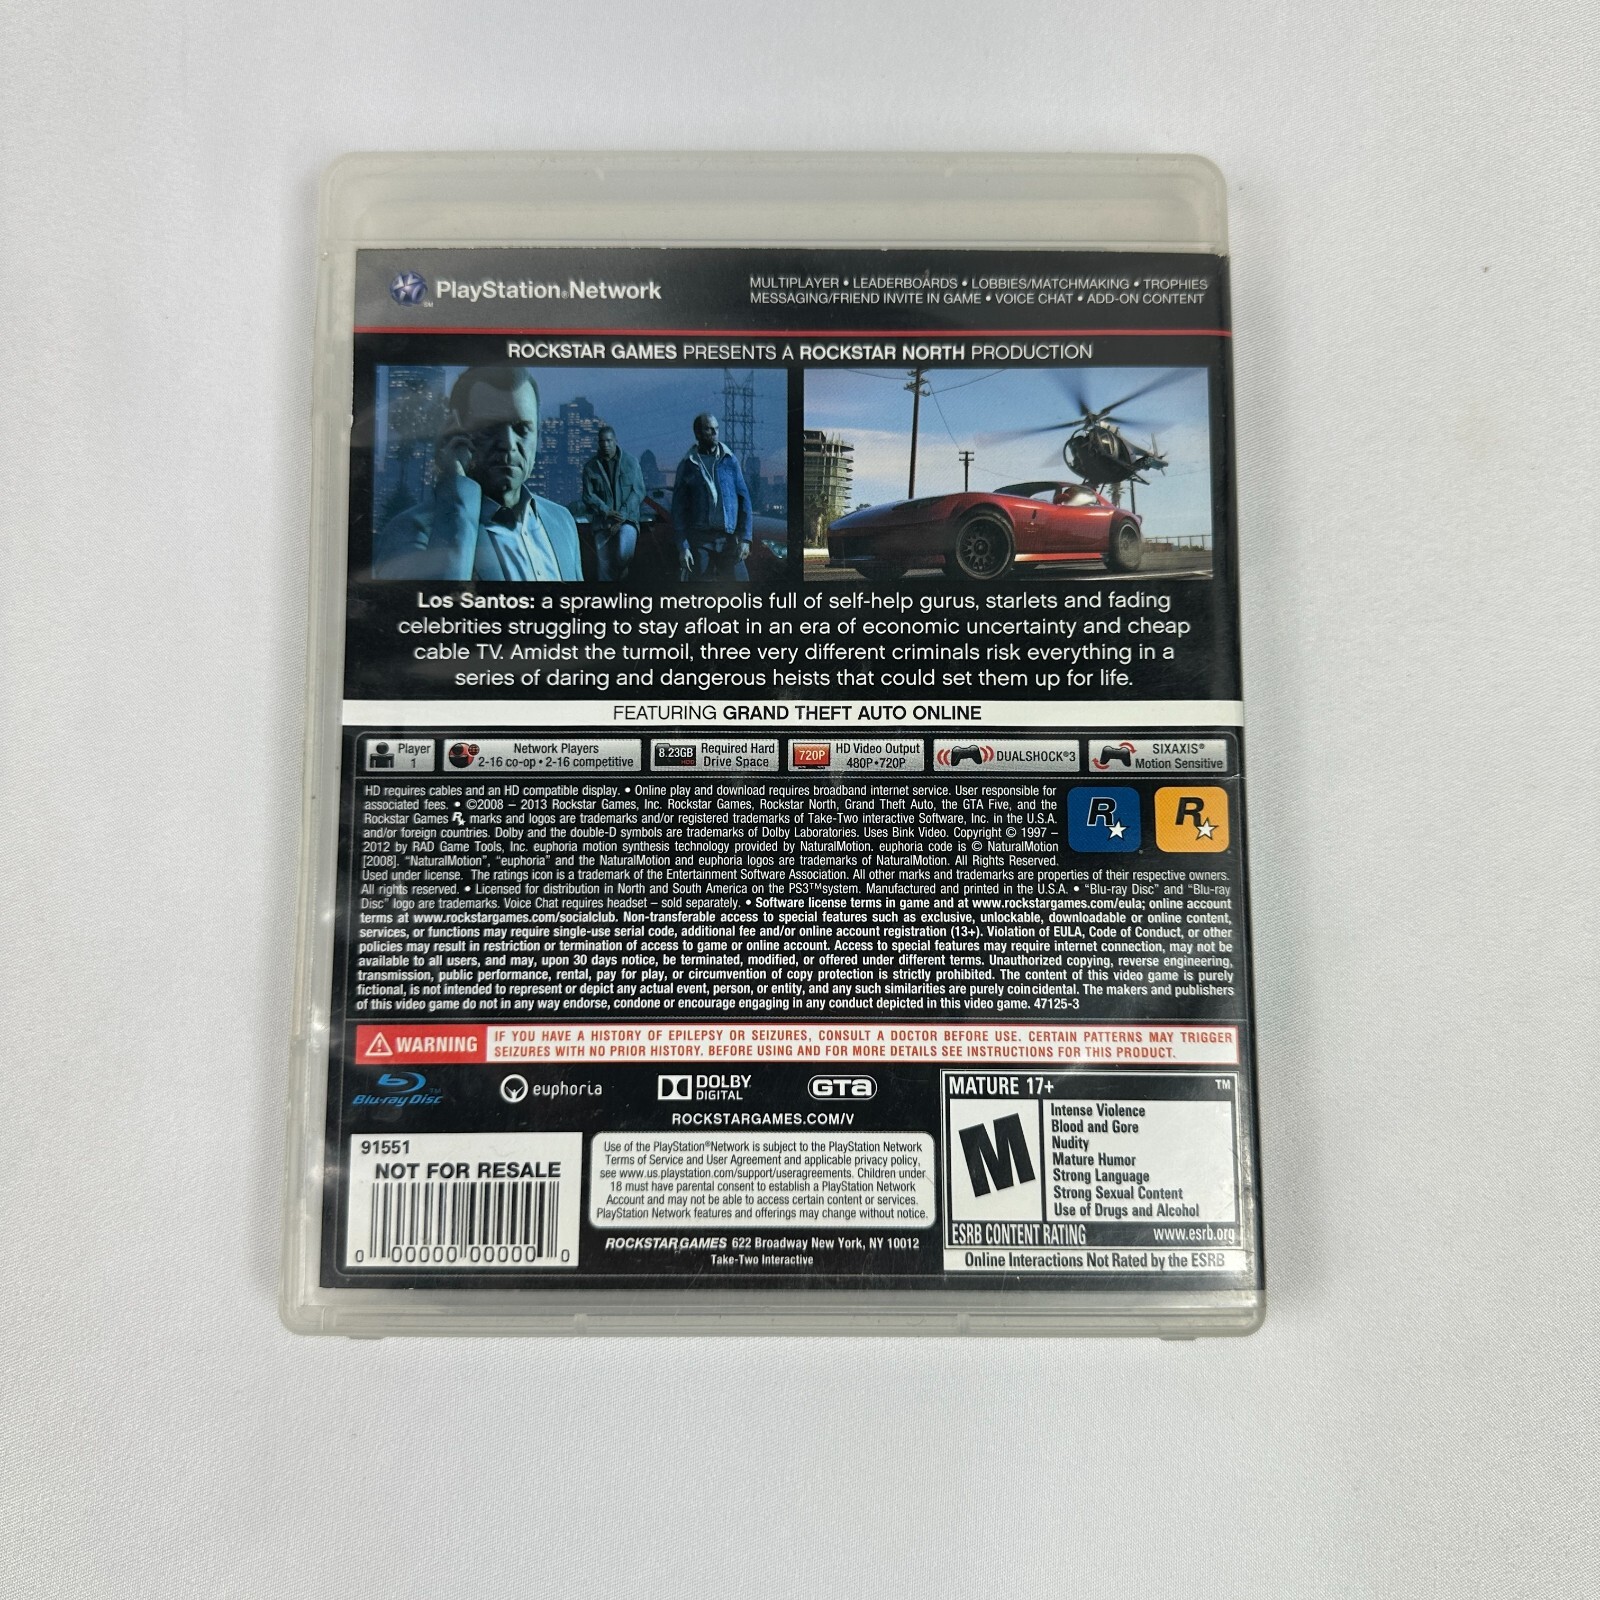 PlayStation®Network
MULTIPLAYER • LEADERBOARDS • LOBBIES/MATCHMAKING • TROPHIES
MESSAGING/FRIEND INVITE IN GAME • VOICE CHAT • ADD-ON CONTENT
ROCKSTAR GAMES PRESENTS A ROCKSTAR NORTH PRODUCTION
Los Santos: a sprawling metropolis full of self-help gurus, starlets and fading
celebrities struggling to stay afloat in an era of economic uncertainty and cheap
cable TV. Amidst the turmoil, three very different criminals risk everything in a
series of daring and dangerous heists that could set them up for life.
FEATURING GRAND THEFT AUTO ONLINE
Player
1
Network Players
2-16 co-op • 2-16 competitive
8.23GB
HDD
Required Hard
Drive Space
720P
HD Video Output
480P•720P
DUALSHOCK®3
SIXAXIS®
Motion Sensitive
HD requires cables and an HD compatible display. • Online play and download requires broadband internet service. User responsible for
associated fees. • ©2008 – 2013 Rockstar Games, Inc. Rockstar Games, Rockstar North, Grand Theft Auto, the GTA Five, and the
Rockstar Games R★ marks and logos are trademarks and/or registered trademarks of Take-Two interactive Software, Inc. in the U.S.A.
and/or foreign countries. Dolby and the double-D symbols are trademarks of Dolby Laboratories. Uses Bink Video. Copyright © 1997 –
2012 by RAD Game Tools, Inc. euphoria motion synthesis technology provided by NaturalMotion. euphoria code is © NaturalMotion
[2008]. “NaturalMotion”, “euphoria” and the NaturalMotion and euphoria logos are trademarks of NaturalMotion. All Rights Reserved.
Used under license. The ratings icon is a trademark of the Entertainment Software Association. All other marks and trademarks are properties of their respective owners.
All rights reserved. • Licensed for distribution in North and South America on the PS3™system. Manufactured and printed in the U.S.A. • “Blu-ray Disc” and “Blu-ray
Disc” logo are trademarks. Voice Chat requires headset – sold separately. • Software license terms in game and at www.rockstargames.com/eula; online account
terms at www.rockstargames.com/socialclub. Non-transferable access to special features such as exclusive, unlockable, downloadable or online content,
services, or functions may require single-use serial code, additional fee and/or online account registration (13+). Violation of EULA, Code of Conduct, or other
policies may result in restriction or termination of access to game or online account. Access to special features may require internet connection, may not be
available to all users, and may, upon 30 days notice, be terminated, modified, or offered under different terms. Unauthorized copying, reverse engineering,
transmission, public performance, rental, pay for play, or circumvention of copy protection is strictly prohibited. The content of this video game is purely
fictional, is not intended to represent or depict any actual event, person, or entity, and any such similarities are purely coincidental. The makers and publishers
of this video game do not in any way endorse, condone or encourage engaging in any conduct depicted in this video game. 47125-3
R★
R★
WARNING
IF YOU HAVE A HISTORY OF EPILEPSY OR SEIZURES, CONSULT A DOCTOR BEFORE USE. CERTAIN PATTERNS MAY TRIGGER
SEIZURES WITH NO PRIOR HISTORY. BEFORE USING AND FOR MORE DETAILS SEE INSTRUCTIONS FOR THIS PRODUCT.
Blu-ray Disc™
euphoria
DOLBY
DIGITAL
GTA
ROCKSTARGAMES.COM/V
91551
NOT FOR RESALE
0 00000 00000 0
Use of the PlayStation®Network is subject to the PlayStation Network
Terms of Service and User Agreement and applicable privacy policy,
see www.us.playstation.com/support/useragreements. Children under
18 must have parental consent to establish a PlayStation Network
Account and may not be able to access certain content or services.
PlayStation Network features and offerings may change without notice.
ROCKSTAR GAMES 622 Broadway New York, NY 10012
Take-Two Interactive
MATURE 17+ ™
M
Intense Violence
Blood and Gore
Nudity
Mature Humor
Strong Language
Strong Sexual Content
Use of Drugs and Alcohol
ESRB CONTENT RATING www.esrb.org
Online Interactions Not Rated by the ESRB